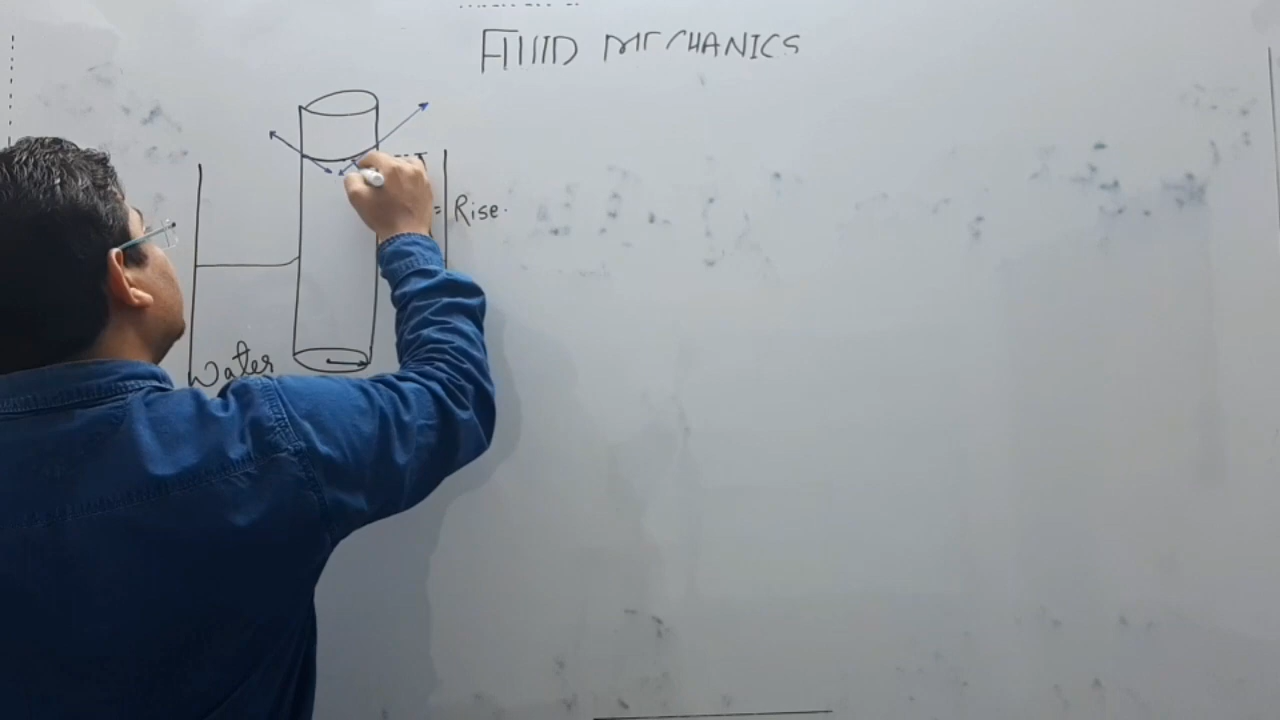 FLUID MECHANICS
= Rise.
Water